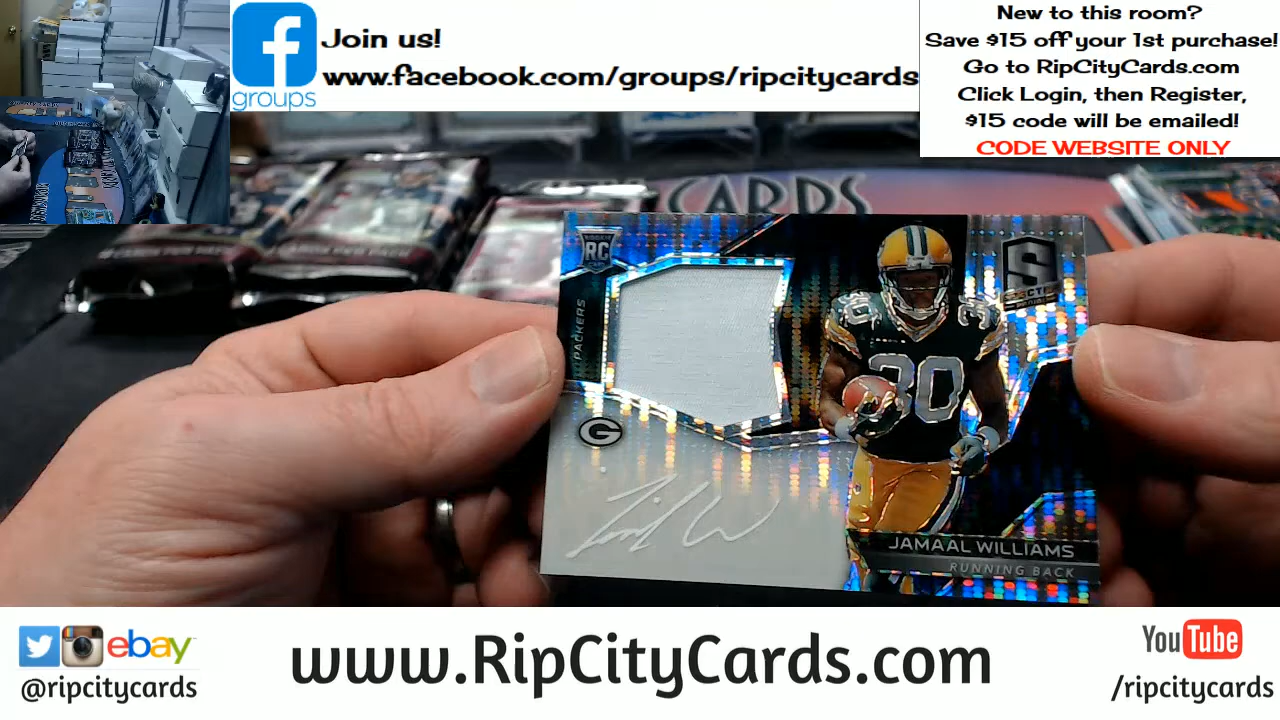 Join us!
www.facebook.com/groups/ripcitycards
groups
New to this room?
Save $15 off your 1st purchase!
Go to RipCityCards.com
Click Login, then Register,
$15 code will be emailed!
CODE WEBSITE ONLY
CARDS
RC
PACKERS
G
30
30
S
JAMAAL WILLIAMS
RUNNING BACK
ebay
@ripcitycards
www.RipCityCards.com
YouTube
/ripcitycards